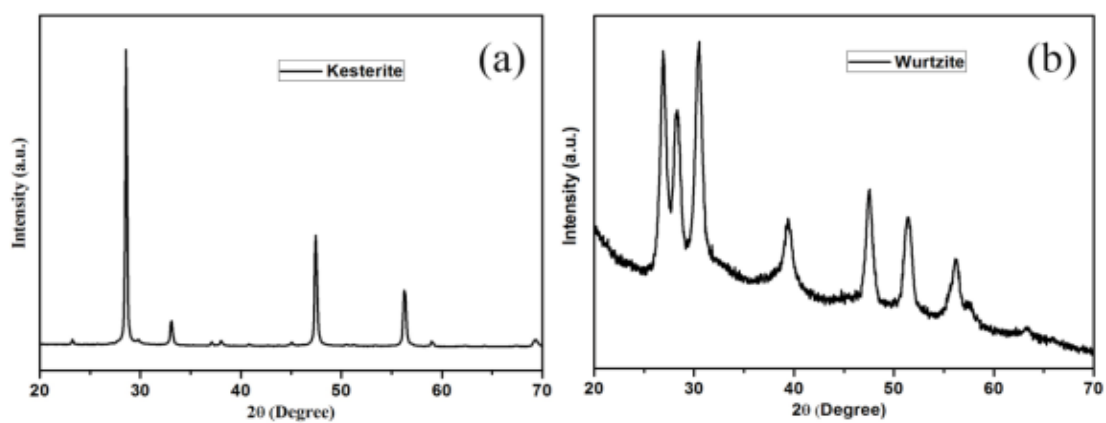 Kesterite
(a)
Intensity (a.u.)
20 30 40 50 60 70
2θ (Degree)
Wurtzite
(b)
Intensity (a.u.)
20 30 40 50 60 70
2θ (Degree)